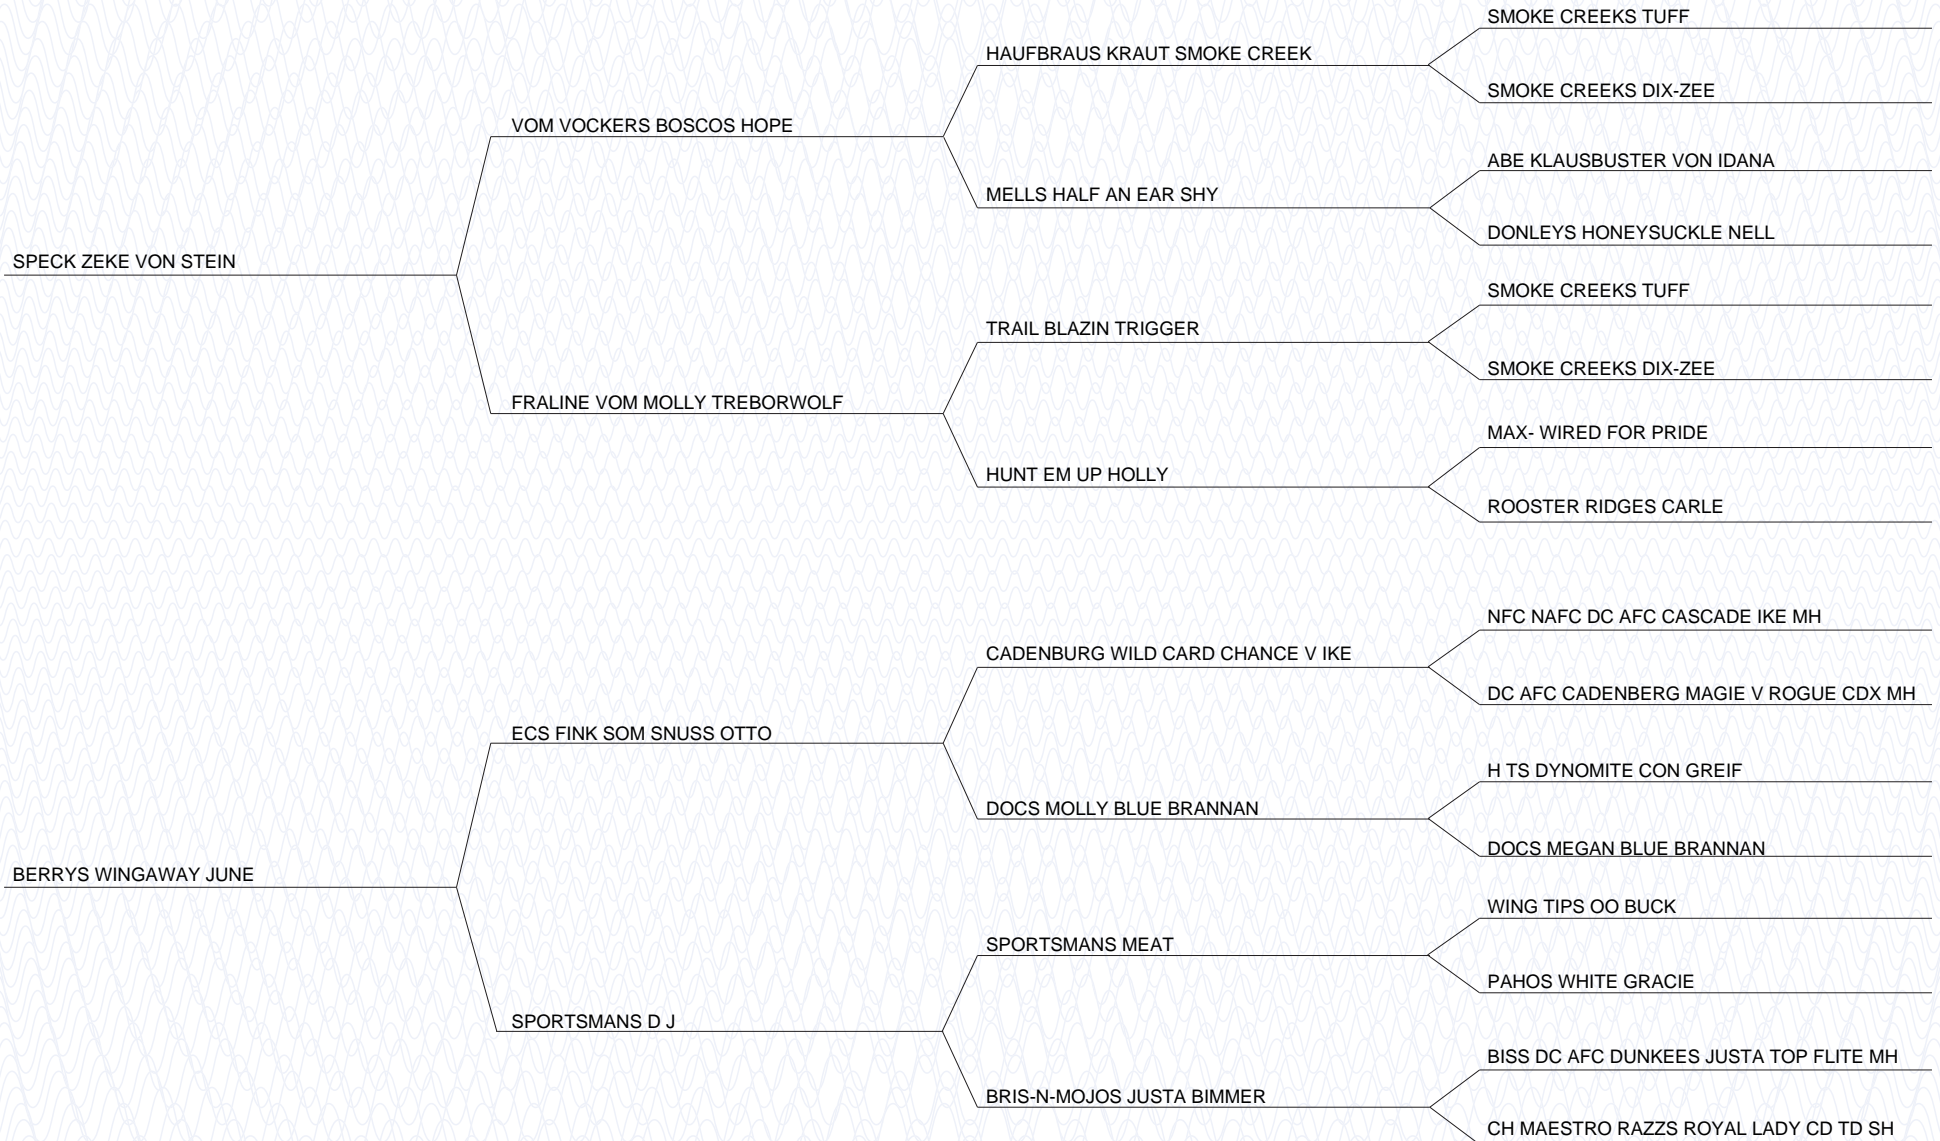 SMOKE CREEKS TUFF
HAUFBRAUS KRAUT SMOKE CREEK
SMOKE CREEKS DIX-ZEE
VOM VOCKERS BOSCOS HOPE
ABE KLAUSBUSTER VON IDANA
MELLS HALF AN EAR SHY
DONLEYS HONEYSUCKLE NELL
SPECK ZEKE VON STEIN
SMOKE CREEKS TUFF
TRAIL BLAZIN TRIGGER
SMOKE CREEKS DIX-ZEE
FRALINE VOM MOLLY TREBORWOLF
MAX- WIRED FOR PRIDE
HUNT EM UP HOLLY
ROOSTER RIDGES CARLE
NFC NAFC DC AFC CASCADE IKE MH
CADENBURG WILD CARD CHANCE V IKE
DC AFC CADENBERG MAGIE V ROGUE CDX MH
ECS FINK SOM SNUSS OTTO
H TS DYNOMITE CON GREIF
DOCS MOLLY BLUE BRANNAN
DOCS MEGAN BLUE BRANNAN
BERRYS WINGAWAY JUNE
WING TIPS OO BUCK
SPORTSMANS MEAT
PAHOS WHITE GRACIE
SPORTSMANS D J
BISS DC AFC DUNKEES JUSTA TOP FLITE MH
BRIS-N-MOJOS JUSTA BIMMER
CH MAESTRO RAZZS ROYAL LADY CD TD SH